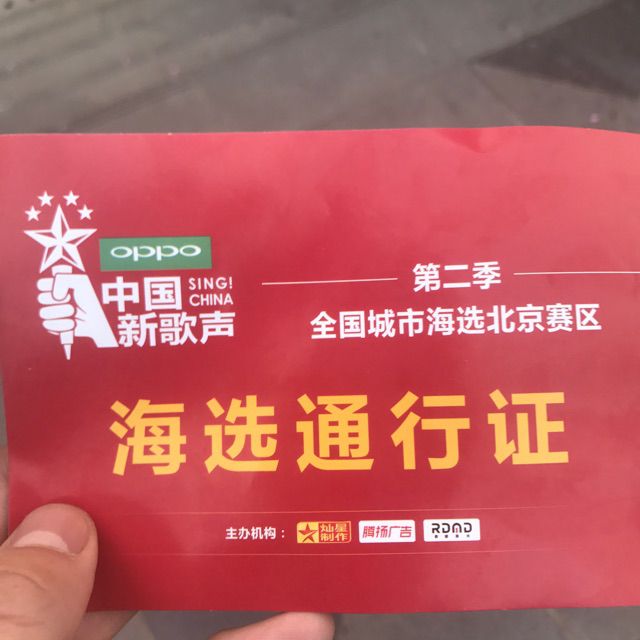 oppo
中国
SING!
CHINA
新歌声
第二季
全国城市海选北京赛区
海选通行证
主办机构：
灿星
制作
腾扬广告
RDMD